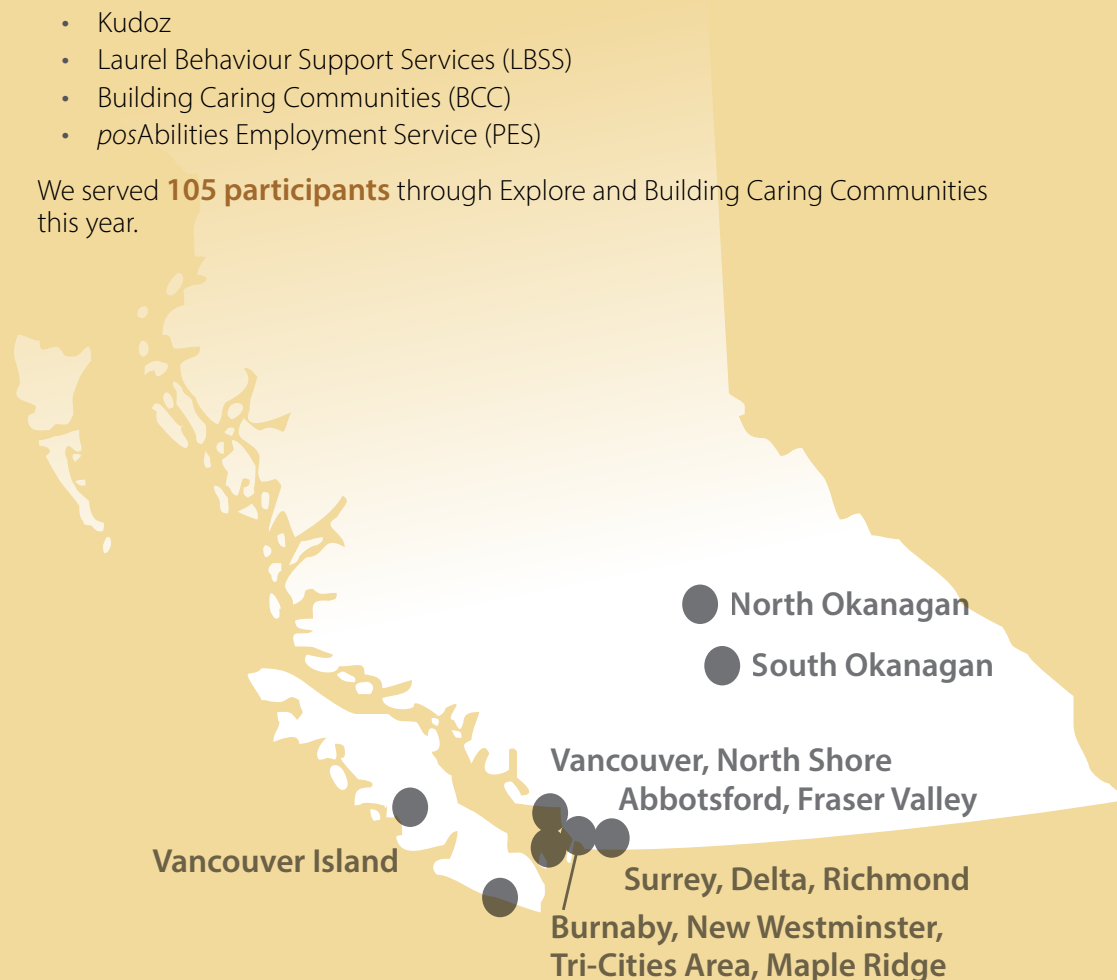 • Kudoz
• Laurel Behaviour Support Services (LBSS)
• Building Caring Communities (BCC)
• posAbilities Employment Service (PES)
We served 105 participants through Explore and Building Caring Communities
this year.
North Okanagan
South Okanagan
Vancouver, North Shore
Abbotsford, Fraser Valley
Vancouver Island
Surrey, Delta, Richmond
Burnaby, New Westminster,
Tri-Cities Area, Maple Ridge